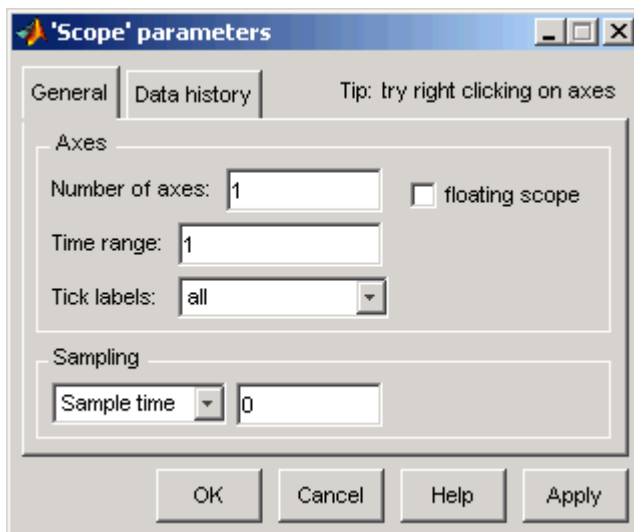 'Scope' parameters
General Data history Tip: try right clicking on axes
Axes
Number of axes: 1 floating scope
Time range: 1
Tick labels: all
Sampling
Sample time 0
OK Cancel Help Apply